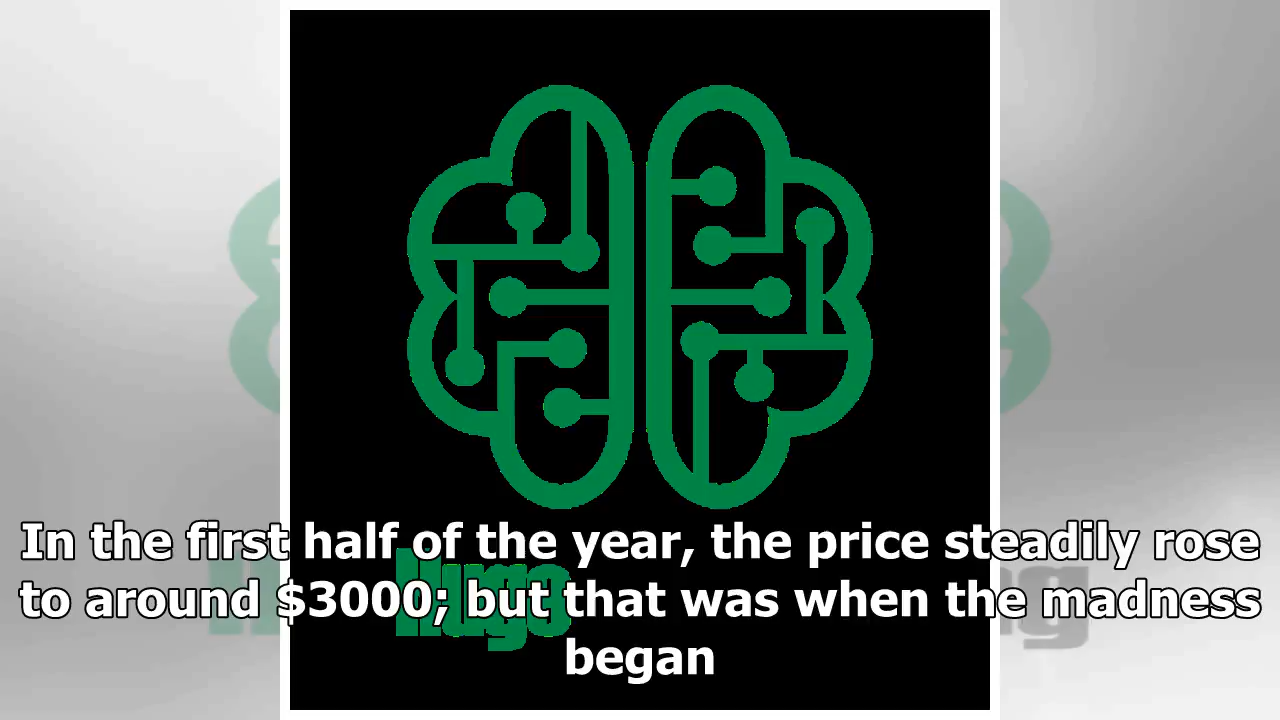 In the first half of the year, the price steadily rose
to around $3000; but that was when the madness
began